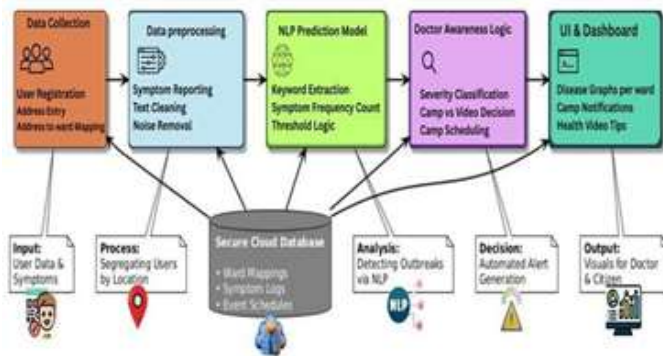 Data Collection
User Registration
Address Entry
Address to ward Mapping
Data preprocessing
Symptom Reporting
Text Cleaning
Noise Removal
NLP Prediction Model
Keyword Extraction
Symptom Frequency Count
Threshold Logic
Doctor Awareness Logic
Severity Classification
Camp vs Video Decision
Camp Scheduling
UI & Dashboard
Disease Graphs per ward
Camp Notifications
Health Video Tips
Input:
User Data &
Symptoms
Process:
Segregating Users
by Location
Secure Cloud Database
• Ward Mappings
• Symptom Logs
• Event Schedules
Analysis:
Detecting Outbreaks
via NLP
NLP
Decision:
Automated Alert
Generation
Output:
Visuals for Doctor
& Citizen